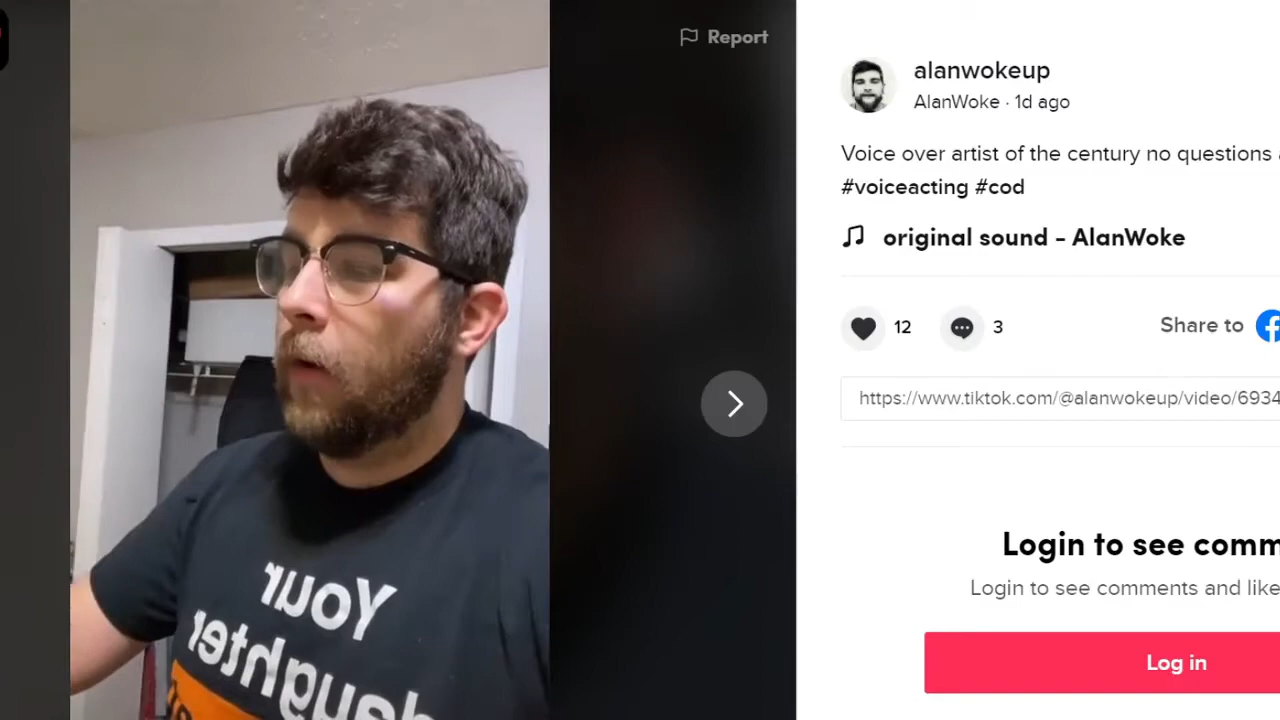 Report
alanwokeup
AlanWoke · 1d ago
Voice over artist of the century no questions
#voiceacting #cod
original sound - AlanWoke
12
3
Share to
https://www.tiktok.com/@alanwokeup/video/6934
Login to see comm
Login to see comments and like
Log in
Your
daughter